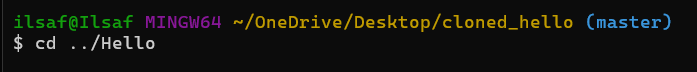 ilsaf@Ilsaf MINGW64 ~/OneDrive/Desktop/cloned_hello (master)
$ cd ../Hello